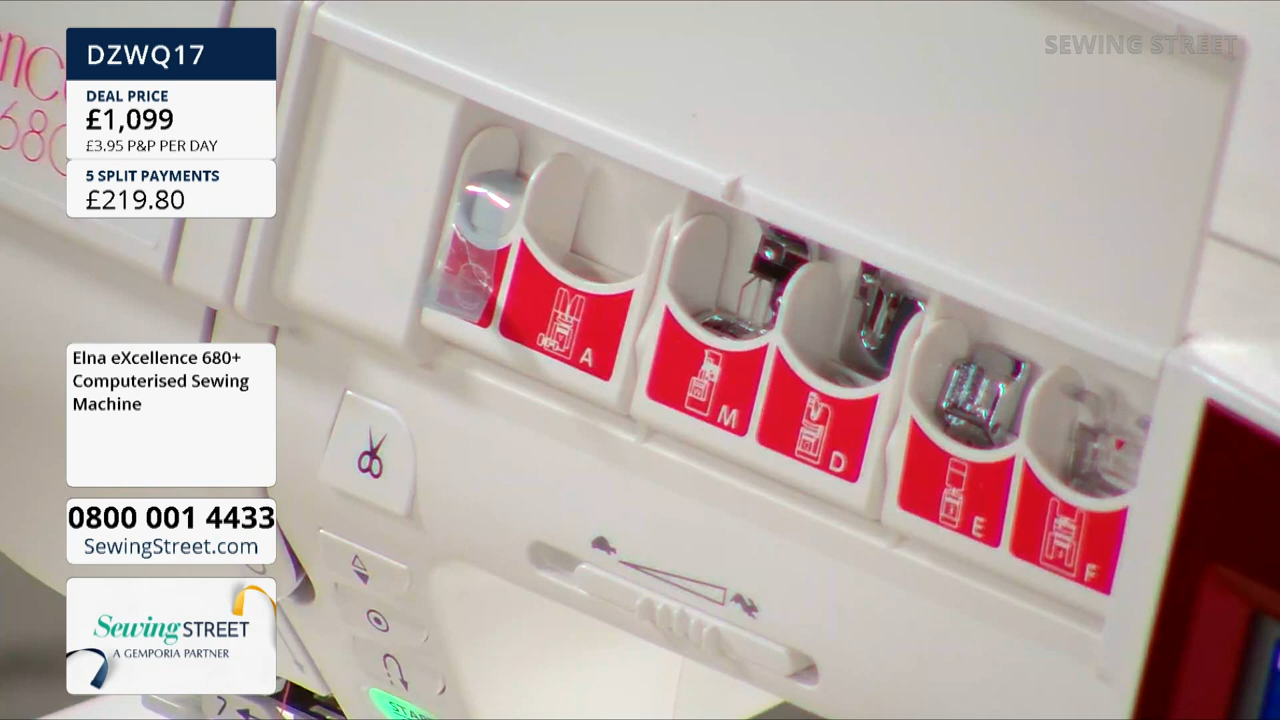 DZWQ17
DEAL PRICE
£1,099
£3.95 P&P PER DAY
5 SPLIT PAYMENTS
£219.80
Elna eXcellence 680+
Computerised Sewing
Machine
0800 001 4433
SewingStreet.com
Sewing STREET
A GEMPORIA PARTNER
SEWING STREET
A
M
D
E
F